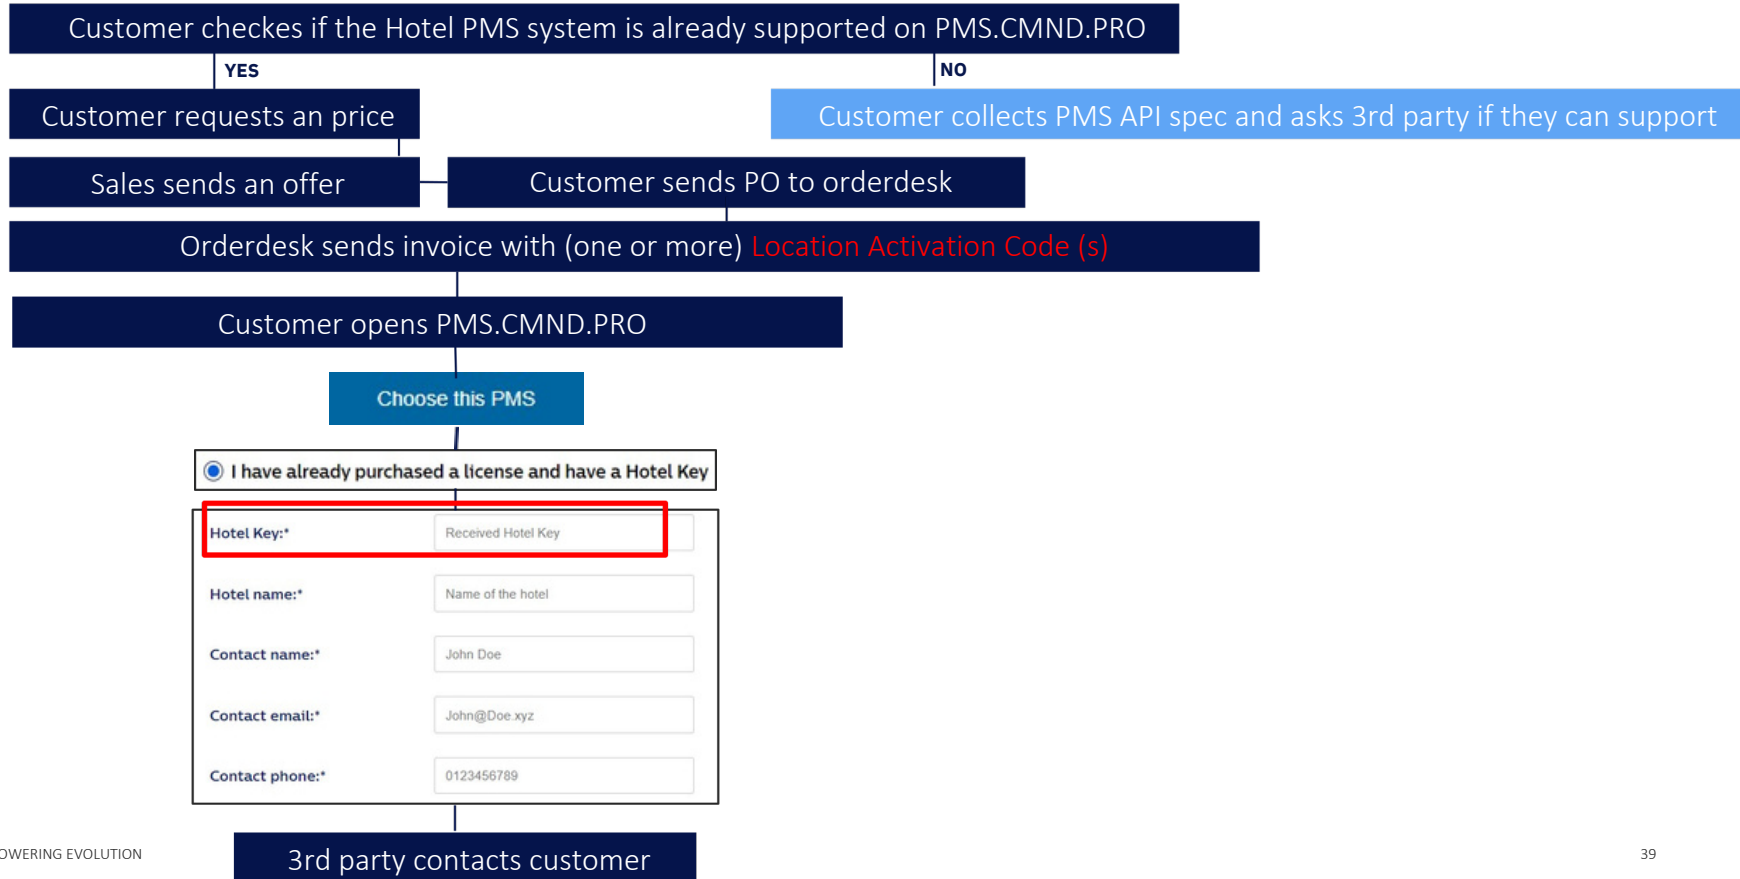 Customer checkes if the Hotel PMS system is already supported on PMS.CMND.PRO
YES
NO
Customer requests an price
Customer collects PMS API spec and asks 3rd party if they can support
Sales sends an offer
Customer sends PO to orderdesk
Orderdesk sends invoice with (one or more) Location Activation Code (s)
Customer opens PMS.CMND.PRO
Choose this PMS
I have already purchased a license and have a Hotel Key
Hotel Key:* Received Hotel Key
Hotel name:* Name of the hotel
Contact name:* John Doe
Contact email:* John@Doe.xyz
Contact phone:* 0123456789
3rd party contacts customer
OWERING EVOLUTION
39